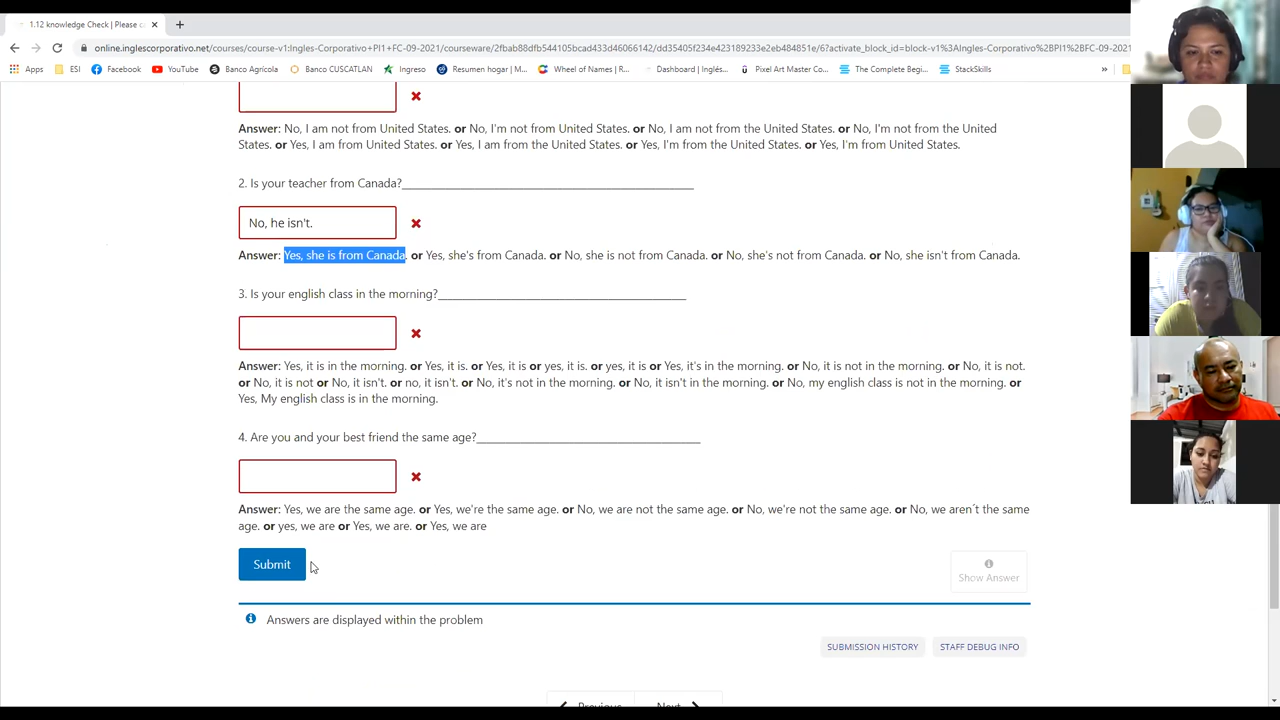 1.12 knowledge Check | Please c
online.inglescorporativo.net/courses/course-v1:Ingles-Corporativo+PI1+FC-09-2021/courseware/2fbab88dfb544105bcad433d46066142/dd35405f234e423189233e2eb484851e/6?activate_block_id=block-v1%3AIngles-Corporativo%2BPI1%2BFC-09-2021
Apps ESI Facebook YouTube Banco Agrícola Banco CUSCATLAN Ingreso Resumen hogar | M... Wheel of Names | R... Dashboard | Inglés... Pixel Art Master Co... The Complete Begi... StackSkills »
Answer: No, I am not from United States. or No, I'm not from United States. or No, I am not from the United States. or No, I'm not from the United
States. or Yes, I am from United States. or Yes, I am from the United States. or Yes, I'm from the United States. or Yes, I'm from United States.
2. Is your teacher from Canada?____________________________________________________________
No, he isn't.
Answer: Yes, she is from Canada. or Yes, she's from Canada. or No, she is not from Canada. or No, she's not from Canada. or No, she isn't from Canada.
3. Is your english class in the morning?___________________________________________________
Answer: Yes, it is in the morning. or Yes, it is. or Yes, it is or yes, it is. or yes, it is or Yes, it's in the morning. or No, it is not in the morning. or No, it is not.
or No, it is not or No, it isn't. or no, it isn't. or No, it's not in the morning. or No, it isn't in the morning. or No, my english class is not in the morning. or
Yes, My english class is in the morning.
4. Are you and your best friend the same age?______________________________________________
Answer: Yes, we are the same age. or Yes, we're the same age. or No, we are not the same age. or No, we're not the same age. or No, we aren´t the same
age. or yes, we are or Yes, we are. or Yes, we are
Submit
Show Answer
Answers are displayed within the problem
SUBMISSION HISTORY STAFF DEBUG INFO
Previous Next